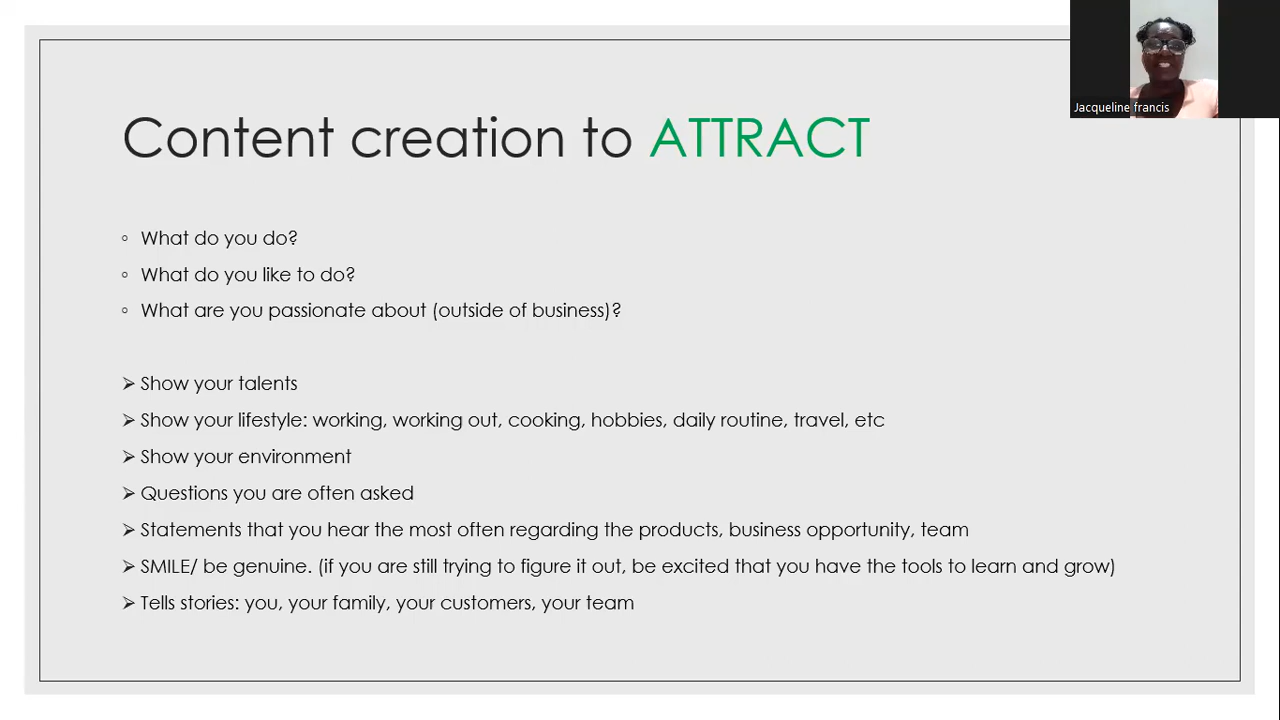 Content creation to ATTRACT
What do you do?
What do you like to do?
What are you passionate about (outside of business)?
Show your talents
Show your lifestyle: working, working out, cooking, hobbies, daily routine, travel, etc
Show your environment
Questions you are often asked
Statements that you hear the most often regarding the products, business opportunity, team
SMILE/ be genuine. (if you are still trying to figure it out, be excited that you have the tools to learn and grow)
Tells stories: you, your family, your customers, your team
Jacqueline francis